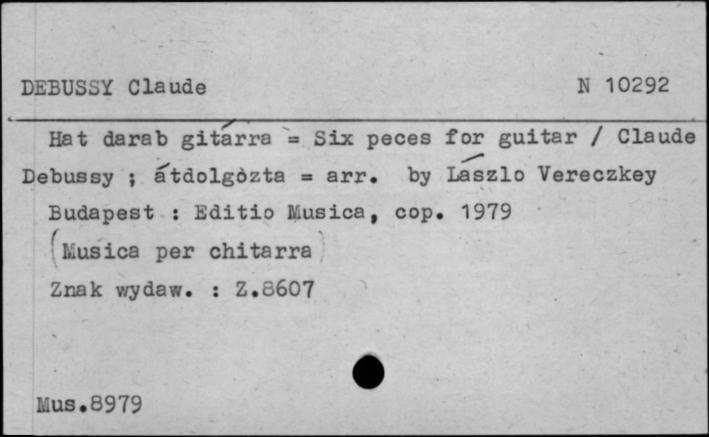 DEBUSSY Claude N 10292
Hat darab gitárra = Six peces for guitar / Claude
Debussy ; átdolgòzta = arr. by László Vereczkey
Budapest : Editio Musica, cop. 1979
(Musica per chitarra)
Znak wydaw. : Z.8607
Mus.8979